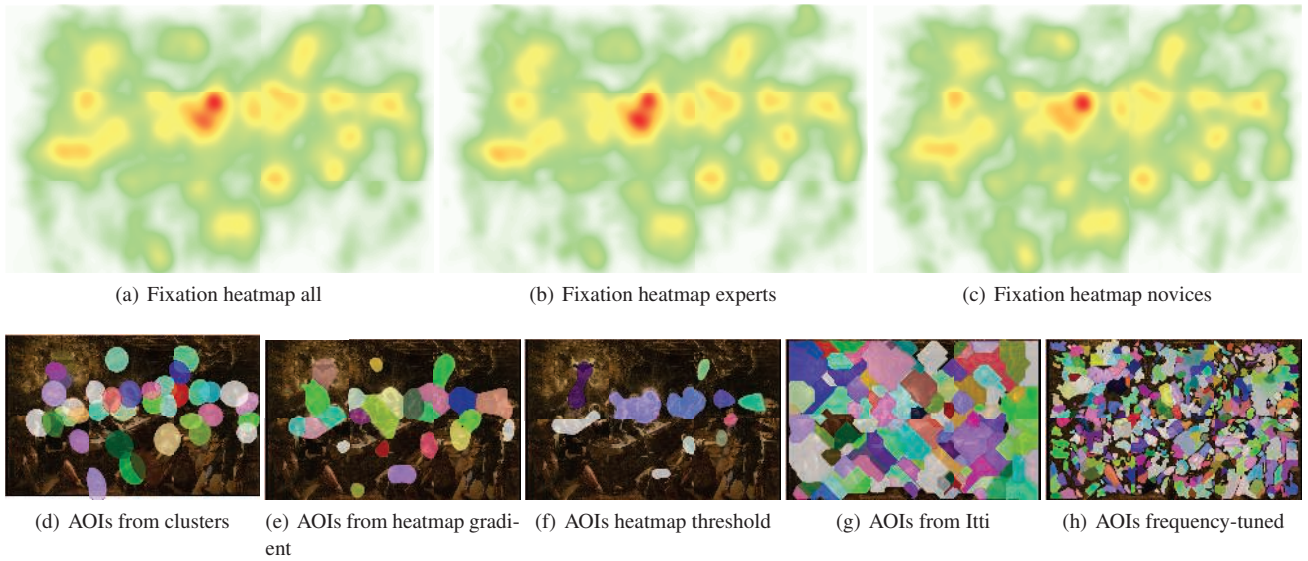 (a) Fixation heatmap all
(b) Fixation heatmap experts
(c) Fixation heatmap novices
(d) AOIs from clusters
(e) AOIs from heatmap gradi-
ent
(f) AOIs heatmap threshold
(g) AOIs from Itti
(h) AOIs frequency-tuned